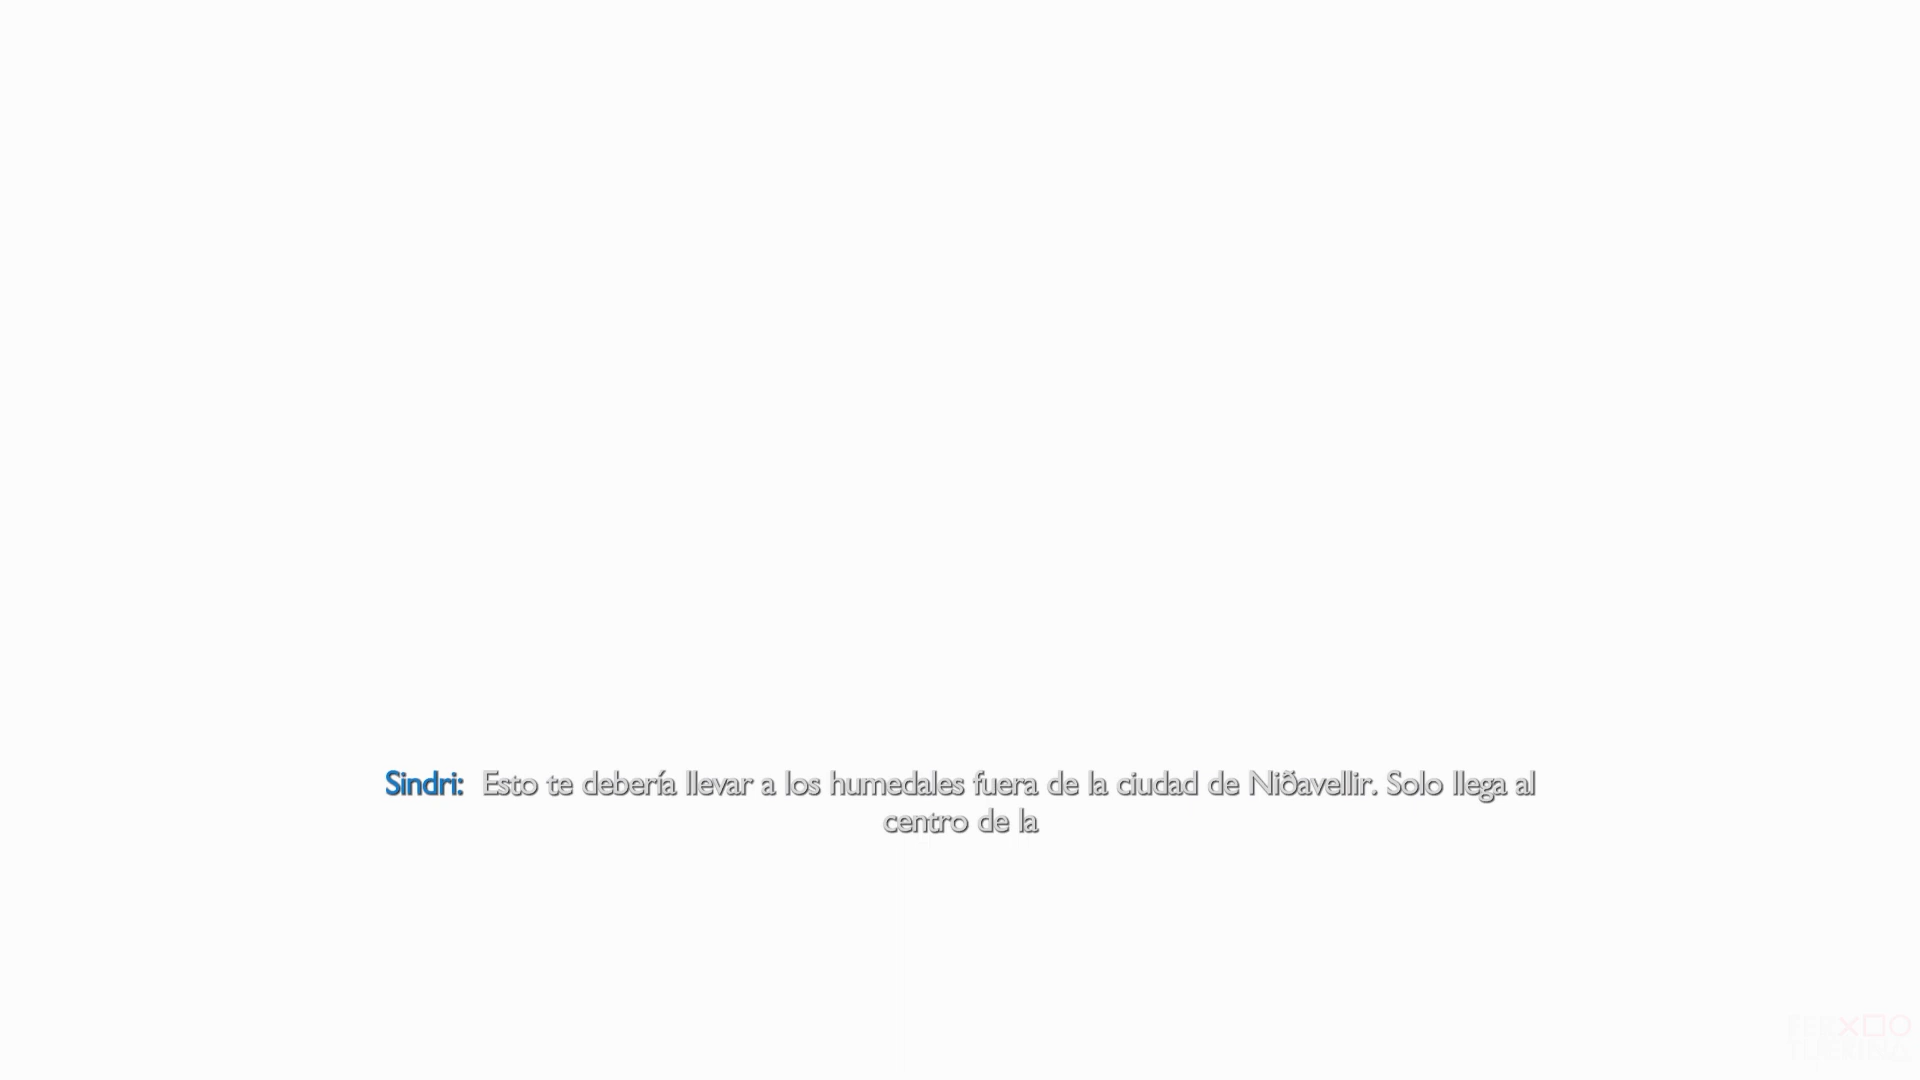 Sindri: Esto te debería llevar a los humedales fuera de la ciudad de Niðavellir. Solo llega al
centro de la